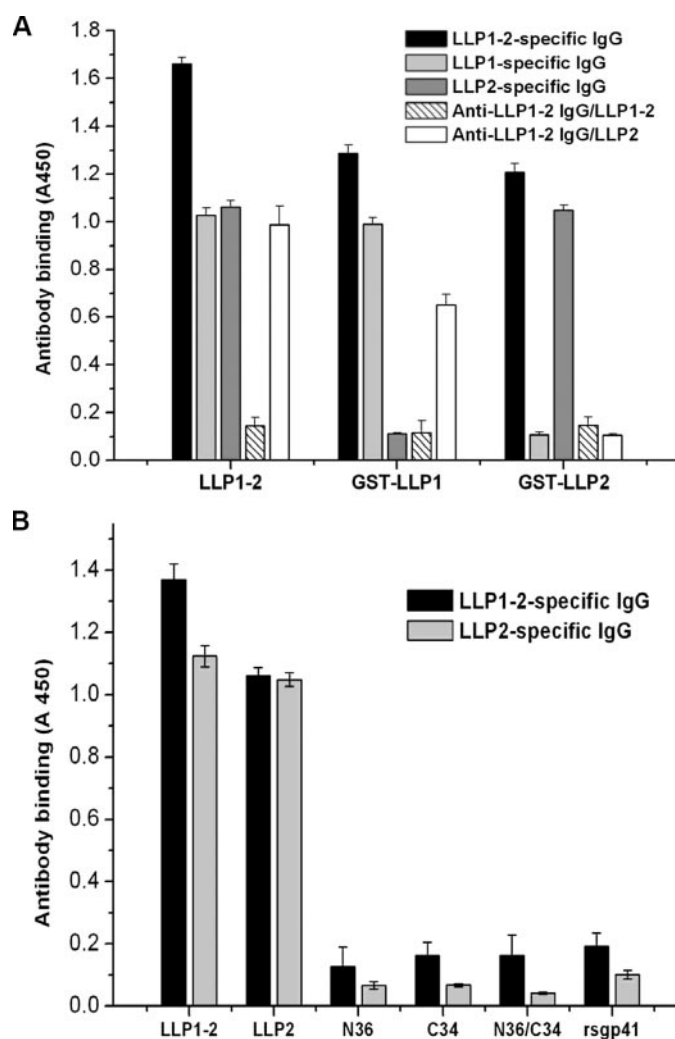 A
LLP1-2-specific IgG
LLP1-specific IgG
LLP2-specific IgG
Anti-LLP1-2 IgG/LLP1-2
Anti-LLP1-2 IgG/LLP2
Antibody binding (A450)
1.8
1.6
1.4
1.2
1.0
0.8
0.6
0.4
0.2
0.0
LLP1-2 GST-LLP1 GST-LLP2
B
LLP1-2-specific IgG
LLP2-specific IgG
Antibody binding (A 450)
1.4
1.2
1.0
0.8
0.6
0.4
0.2
0.0
LLP1-2 LLP2 N36 C34 N36/C34 rsgp41